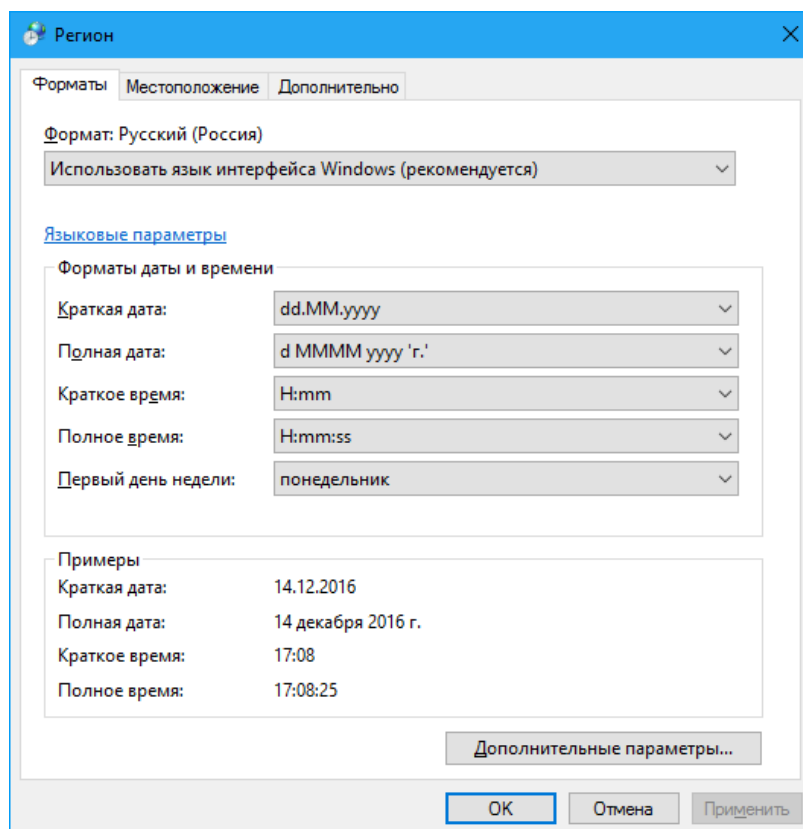 Регион
Форматы Местоположение Дополнительно
Формат: Русский (Россия)
Использовать язык интерфейса Windows (рекомендуется)
Языковые параметры
Форматы даты и времени
Краткая дата: dd.MM.yyyy
Полная дата: d MMMM yyyy 'г.'
Краткое время: H:mm
Полное время: H:mm:ss
Первый день недели: понедельник
Примеры
Краткая дата: 14.12.2016
Полная дата: 14 декабря 2016 г.
Краткое время: 17:08
Полное время: 17:08:25
Дополнительные параметры...
OK Отмена Применить